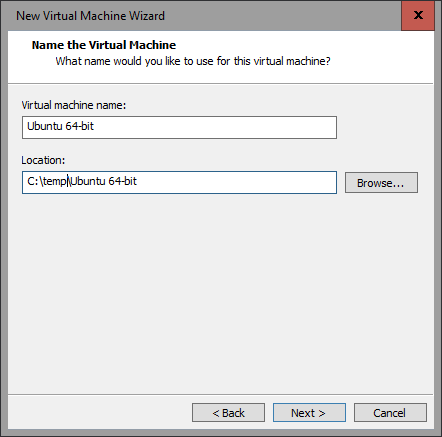 New Virtual Machine Wizard
x
Name the Virtual Machine
What name would you like to use for this virtual machine?
Virtual machine name:
Ubuntu 64-bit
Location:
C:\temp\Ubuntu 64-bit
Browse...
< Back
Next >
Cancel